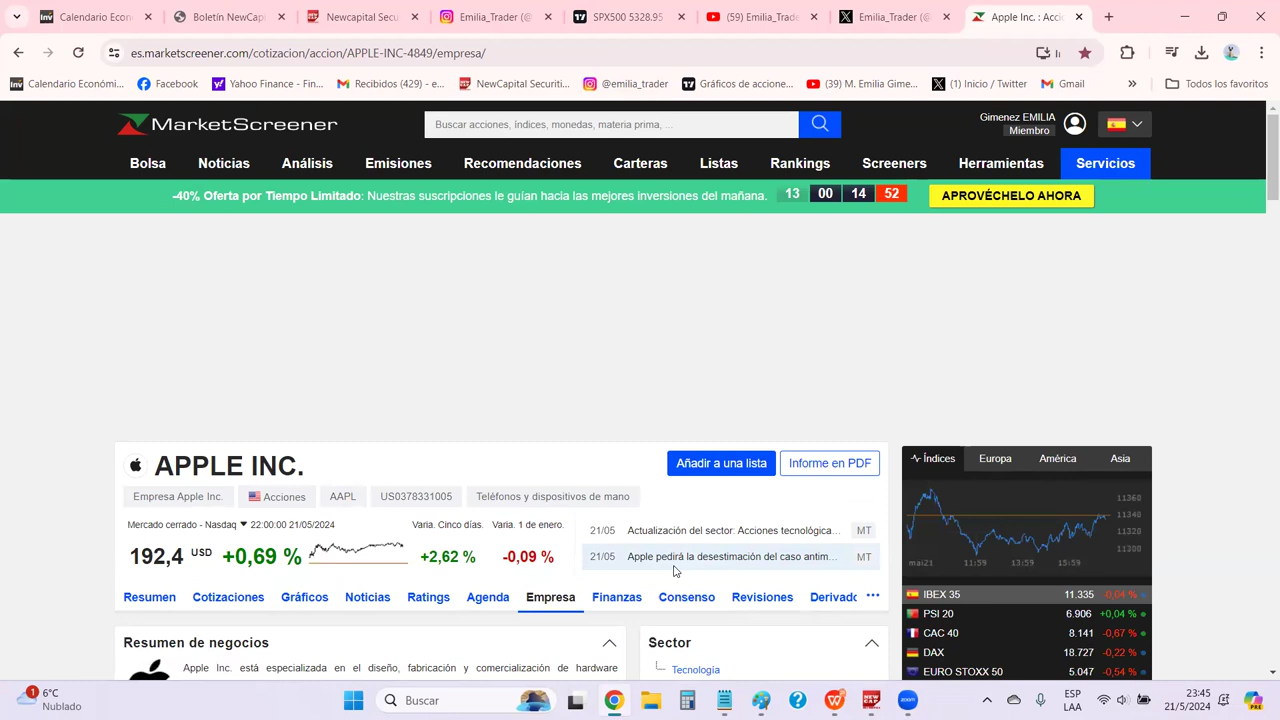 Calendario Económi
Boletín NewCap
Newcapital Secu
Emilia_Trader (@
SPX500 5328.95
(59) Emilia_Trade
Emilia_Trader (@
Apple Inc. : Acci
es.marketscreener.com/cotizacion/accion/APPLE-INC-4849/empresa/
Calendario Económi...
Facebook
Yahoo Finance - Fin...
Recibidos (429) - e...
NewCapital Securiti...
@emilia_trader
Gráficos de accione...
(39) M. Emilia Gime...
(1) Inicio / Twitter
Gmail
»
Todos los favoritos
MarketScreener
Buscar acciones, índices, monedas, materia prima, ...
Gimenez EMILIA
Miembro
Bolsa
Noticias
Análisis
Emisiones
Recomendaciones
Carteras
Listas
Rankings
Screeners
Herramientas
Servicios
-40% Oferta por Tiempo Limitado: Nuestras suscripciones le guían hacia las mejores inversiones del mañana.
13 00 14 52
APROVÉCHELO AHORA
APPLE INC.
Añadir a una lista
Informe en PDF
Empresa Apple Inc.
Acciones
AAPL
US0378331005
Teléfonos y dispositivos de mano
Mercado cerrado - Nasdaq 22:00:00 21/05/2024
Varia. Cinco días.
Varia. 1 de enero.
192,4 USD
+0,69 %
+2,62 %
-0,09 %
21/05 Actualización del sector: Acciones tecnológica... MT
21/05 Apple pedirá la desestimación del caso antim... MT
Resumen
Cotizaciones
Gráficos
Noticias
Ratings
Agenda
Empresa
Finanzas
Consenso
Revisiones
Derivado
...
Resumen de negocios
Apple Inc. está especializada en el diseño, fabricación y comercialización de hardware
Sector
Tecnología
Índices
Europa
América
Asia
11360
11340
11320
11300
mai21 11:59 13:59 15:59
IBEX 35 11.335 -0,04 %
PSI 20 6.906 +0,04 %
CAC 40 8.141 -0,67 %
DAX 18.727 -0,22 %
EURO STOXX 50 5.047 -0,54 %
1
6°C
Nublado
Buscar
ESP
LAA
23:45
21/5/2024